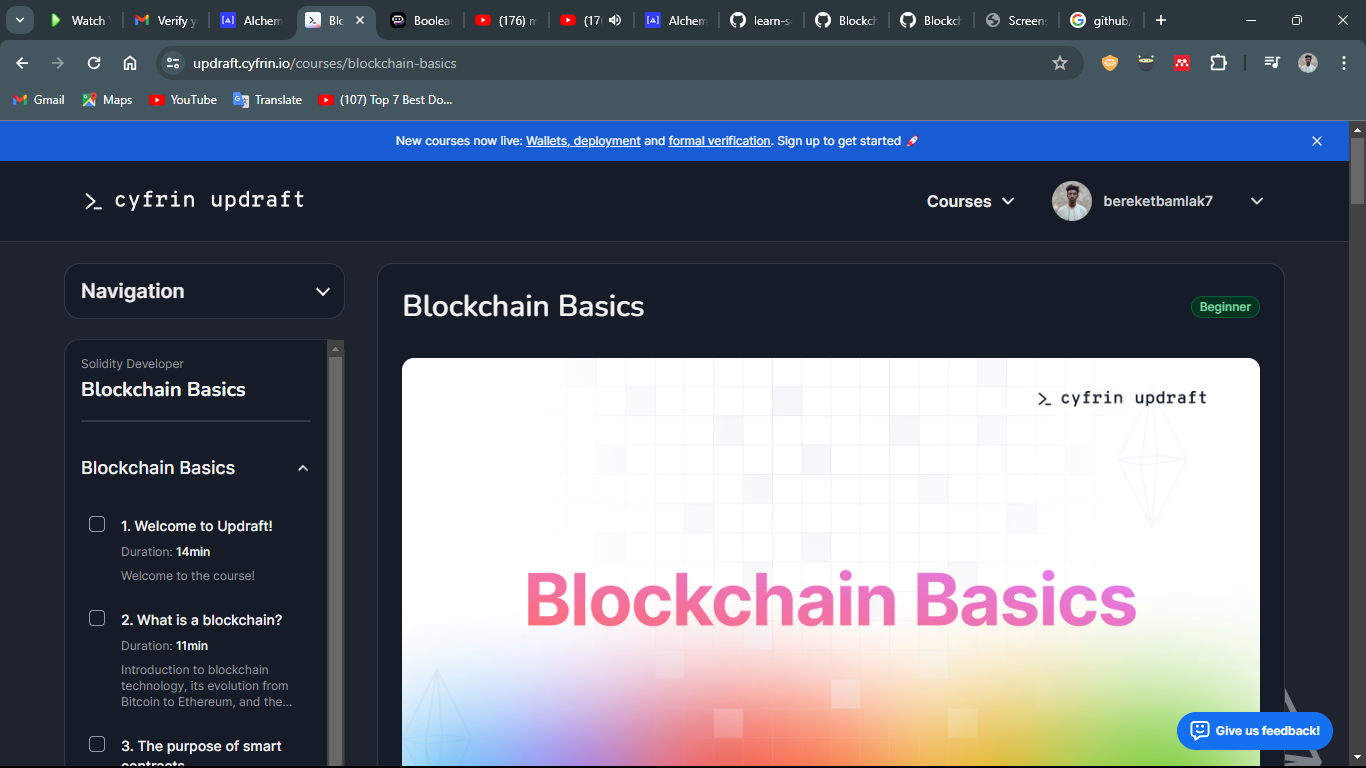 Watch
Verify y
Alchem
Blc
Boolea
(176) m
(17
Alchem
learn-s
Blockch
Blockch
Screen
github/
updraft.cyfrin.io/courses/blockchain-basics
Gmail
Maps
YouTube
Translate
(107) Top 7 Best Do...
New courses now live: Wallets, deployment and formal verification. Sign up to get started 🚀
>_ cyfrin updraft
Courses
bereketbamlak7
Navigation
Solidity Developer
Blockchain Basics
Blockchain Basics
1. Welcome to Updraft!
Duration: 14min
Welcome to the course!
2. What is a blockchain?
Duration: 11min
Introduction to blockchain
technology, its evolution from
Bitcoin to Ethereum, and the...
3. The purpose of smart
contracts
Blockchain Basics
Beginner
>_ cyfrin updraft
Blockchain Basics
Give us feedback!